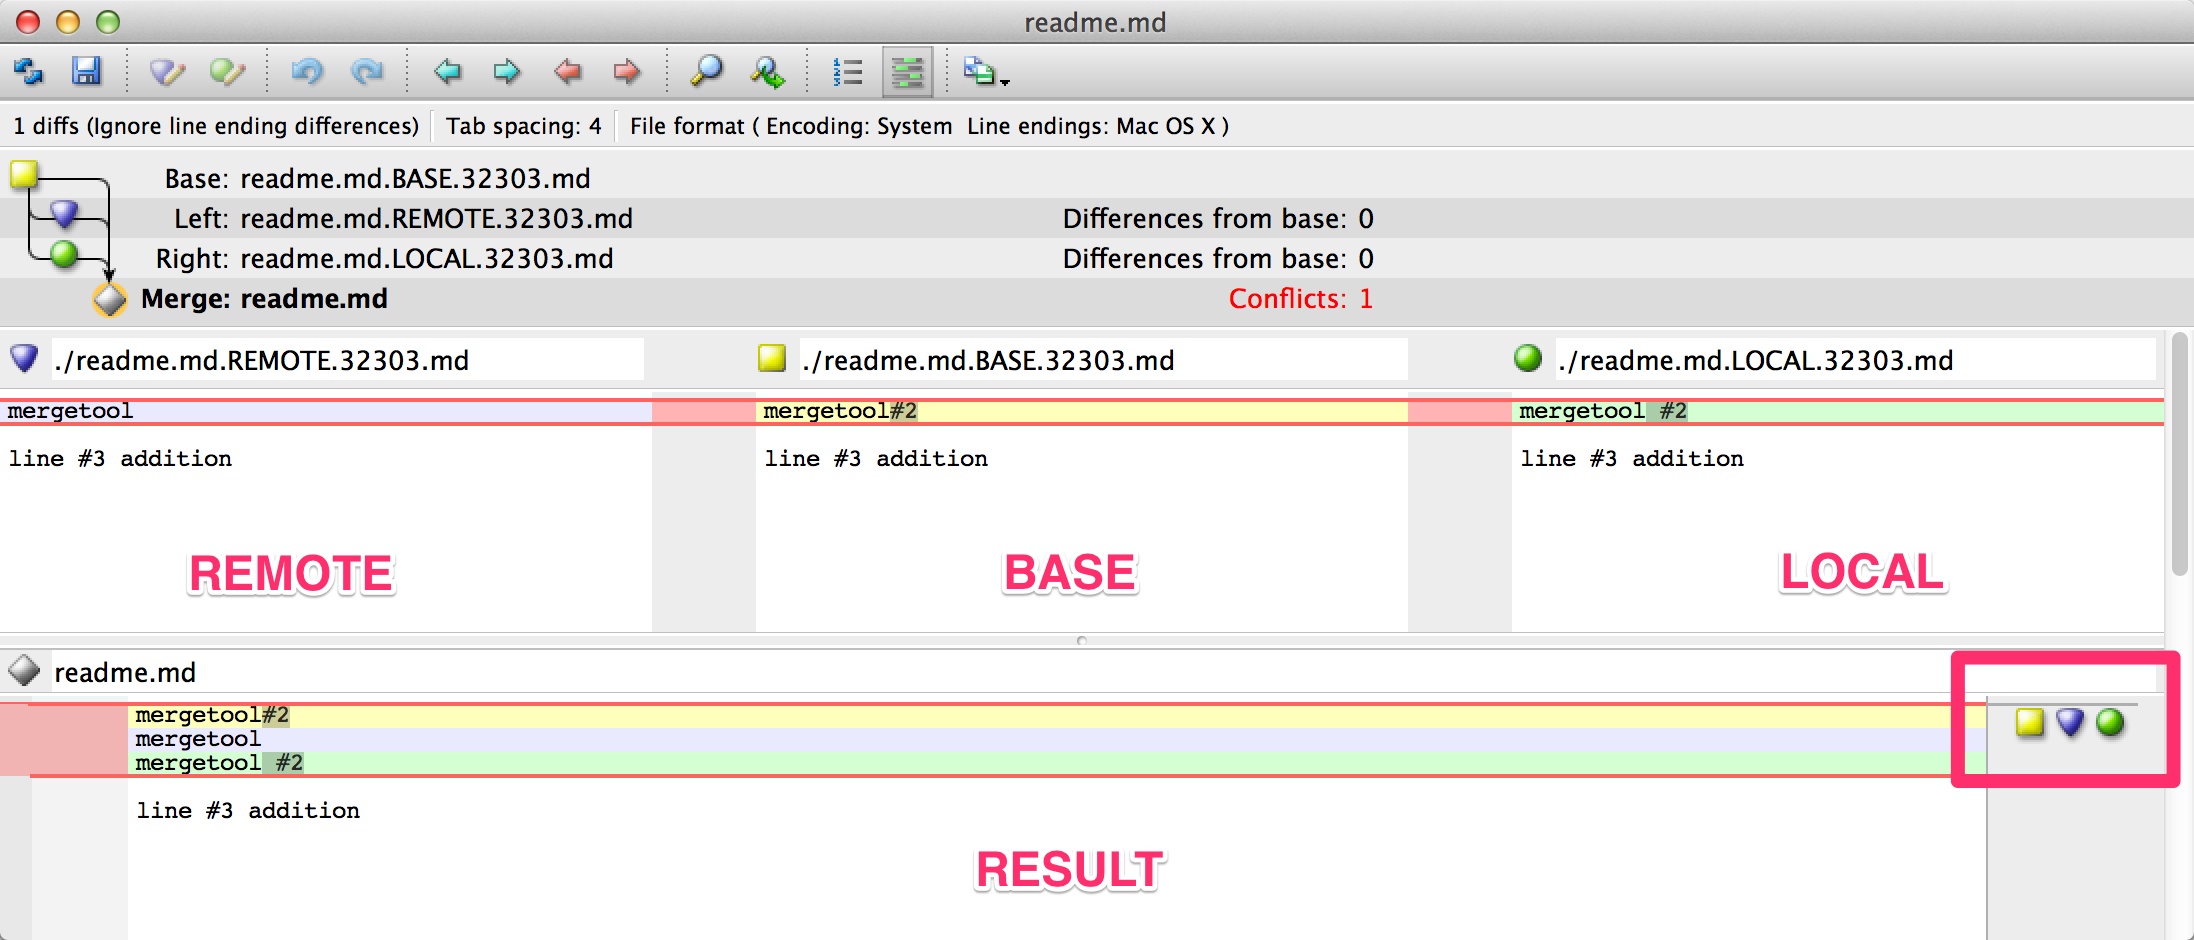 readme.md
1 diffs (Ignore line ending differences) Tab spacing: 4 File format ( Encoding: System Line endings: Mac OS X )
Base: readme.md.BASE.32303.md
Left: readme.md.REMOTE.32303.md Differences from base: 0
Right: readme.md.LOCAL.32303.md Differences from base: 0
Merge: readme.md Conflicts: 1
./readme.md.REMOTE.32303.md ./readme.md.BASE.32303.md ./readme.md.LOCAL.32303.md
mergetool mergetool#2 mergetool #2
line #3 addition line #3 addition line #3 addition
REMOTE BASE LOCAL
readme.md
mergetool#2
mergetool
mergetool #2
line #3 addition
RESULT